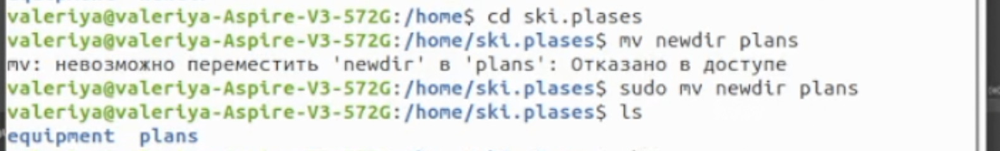 valeriya@valeriya-Aspire-V3-572G:/home$ cd ski.plases
valeriya@valeriya-Aspire-V3-572G:/home/ski.plases$ mv newdir plans
mv: невозможно переместить 'newdir' в 'plans': Отказано в доступе
valeriya@valeriya-Aspire-V3-572G:/home/ski.plases$ sudo mv newdir plans
valeriya@valeriya-Aspire-V3-572G:/home/ski.plases$ ls
equipment  plans